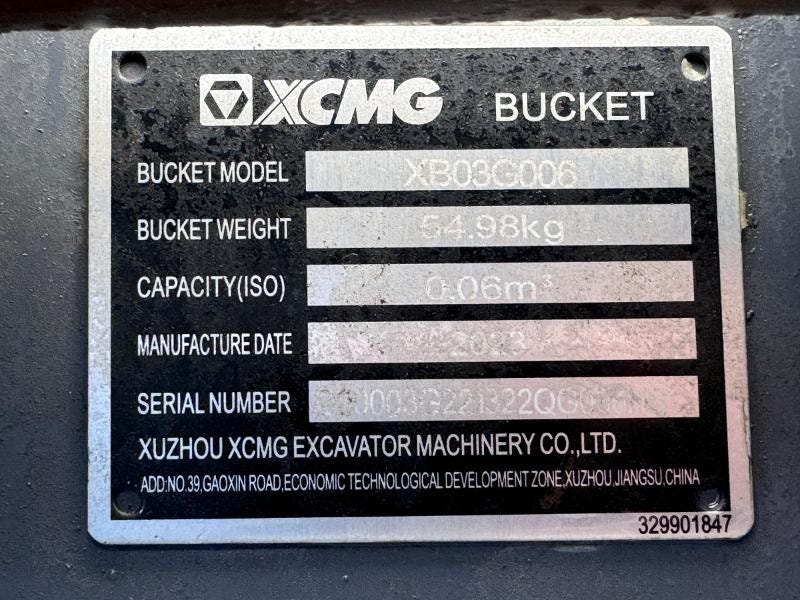 XCMG BUCKET
BUCKET MODEL XB03G006
BUCKET WEIGHT 54.98kg
CAPACITY(ISO) 0.06m³
MANUFACTURE DATE
SERIAL NUMBER
XUZHOU XCMG EXCAVATOR MACHINERY CO.,LTD.
ADD:NO.39,GAOXIN ROAD,ECONOMIC TECHNOLOGICAL DEVELOPMENT ZONE,XUZHOU,JIANGSU,CHINA
329901847